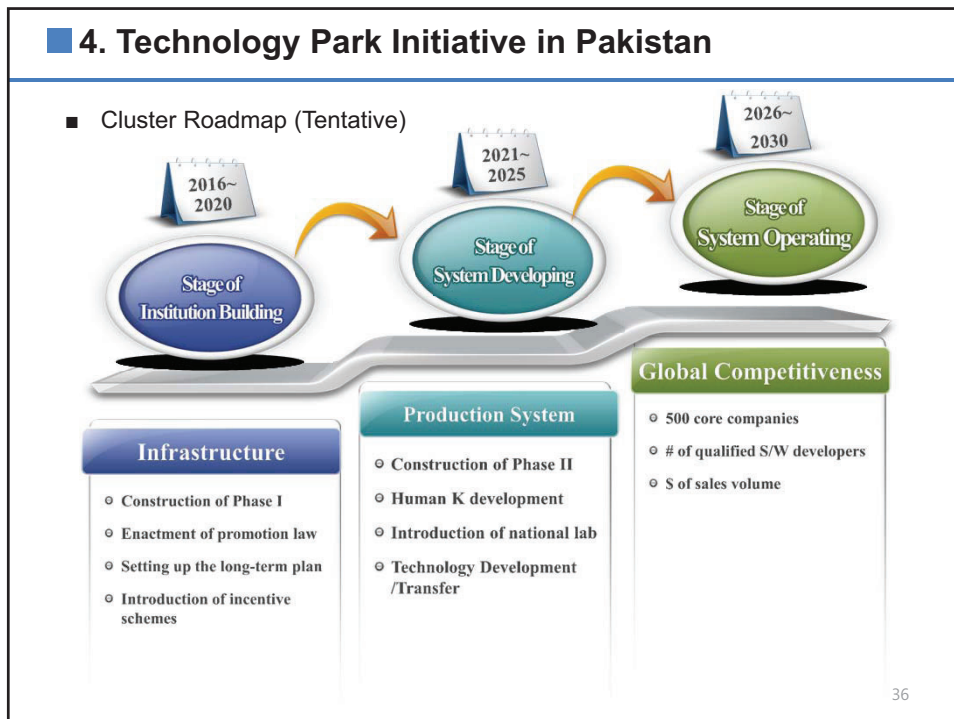 4. Technology Park Initiative in Pakistan
■ Cluster Roadmap (Tentative)
2016~
2020
Stage of
Institution Building
Infrastructure
Construction of Phase I
Enactment of promotion law
Setting up the long-term plan
Introduction of incentive
schemes
2021~
2025
Stage of
System Developing
Production System
Construction of Phase II
Human K development
Introduction of national lab
Technology Development
/Transfer
2026~
2030
Stage of
System Operating
Global Competitiveness
500 core companies
# of qualified S/W developers
$ of sales volume
36